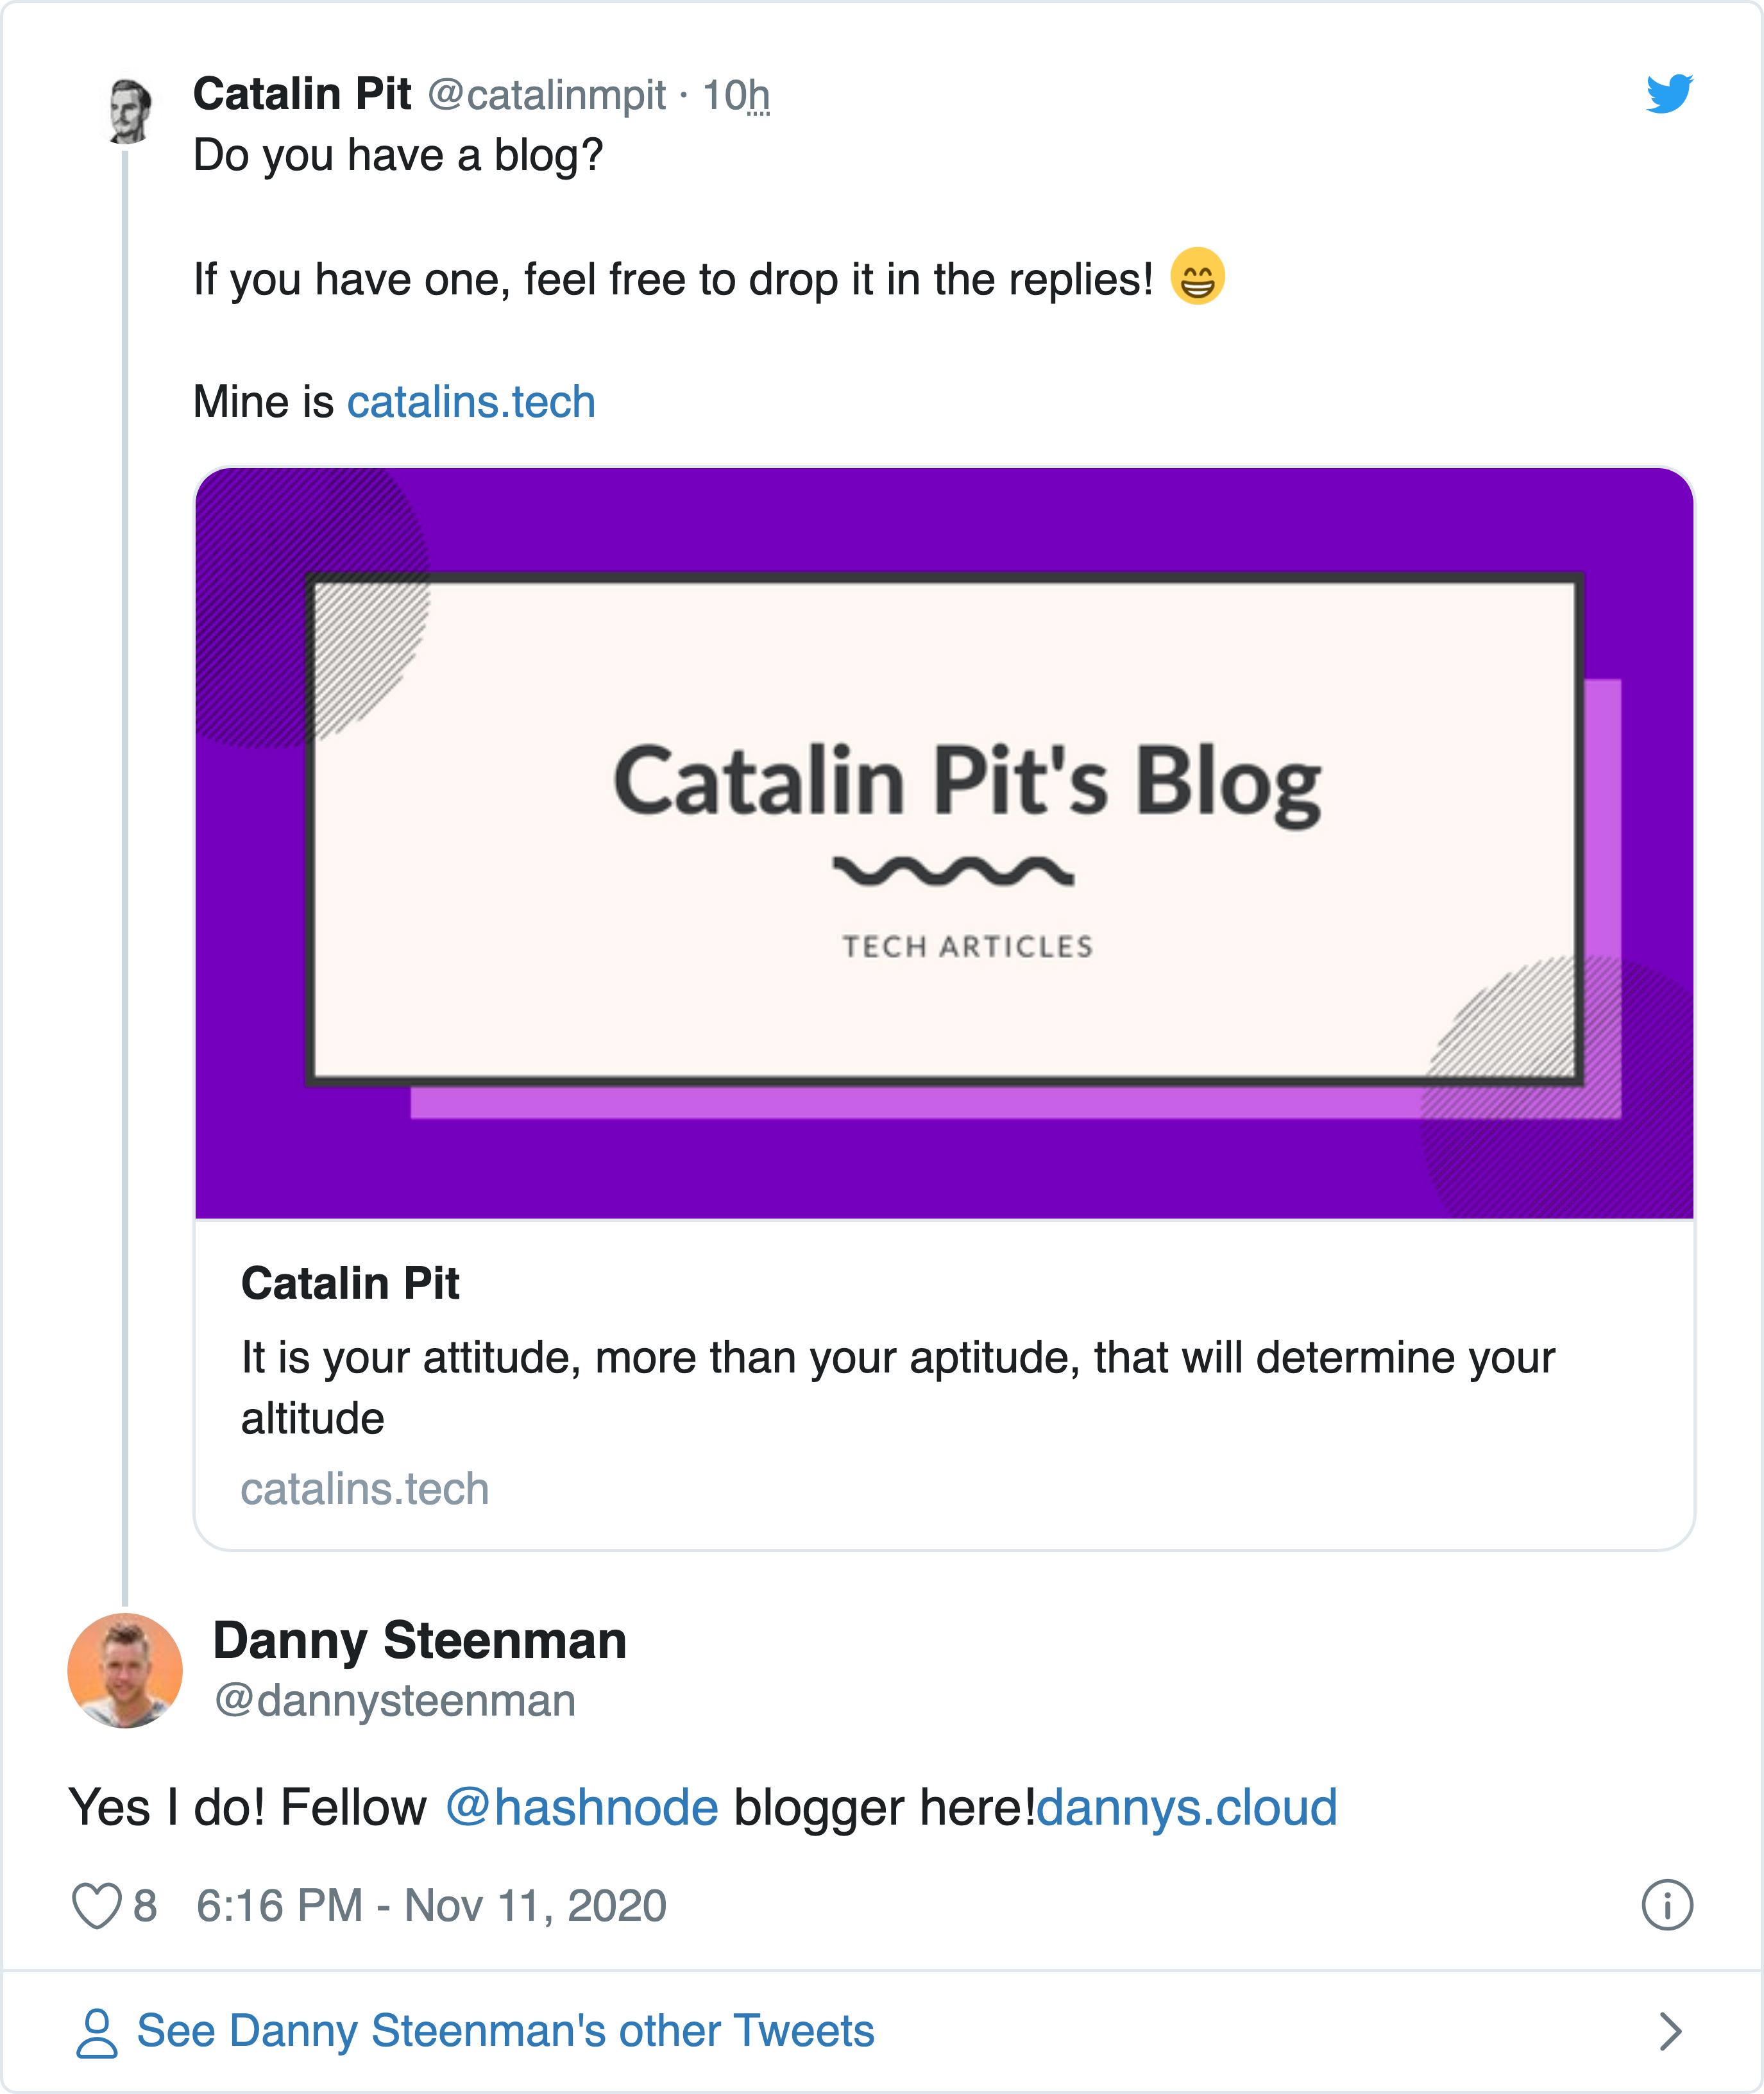 Catalin Pit @catalinmpit · 10h
Do you have a blog?
If you have one, feel free to drop it in the replies! 😁
Mine is catalins.tech
Catalin Pit's Blog
TECH ARTICLES
Catalin Pit
It is your attitude, more than your aptitude, that will determine your
altitude
catalins.tech
Danny Steenman
@dannysteenman
Yes I do! Fellow @hashnode blogger here!dannys.cloud
8 6:16 PM - Nov 11, 2020
See Danny Steenman's other Tweets